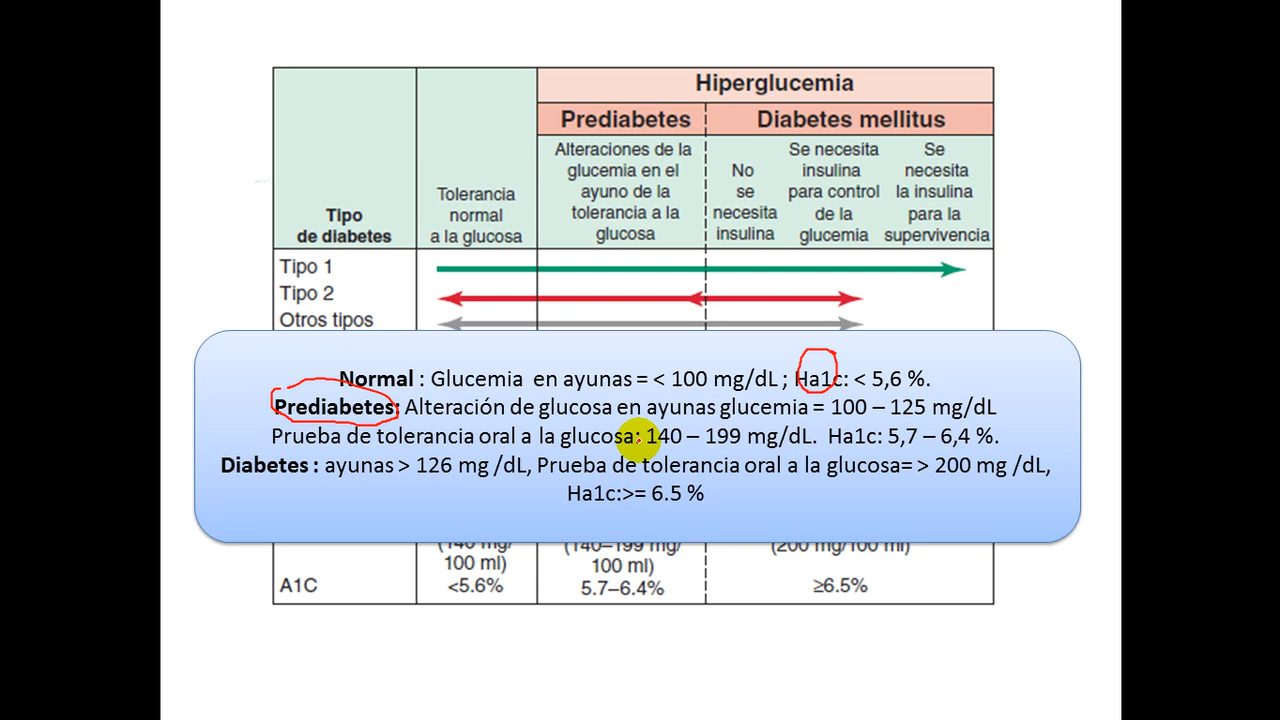 Hiperglucemia
Prediabetes
Diabetes mellitus
Tipo
de diabetes
Tolerancia
normal
a la glucosa
Alteraciones de la
glucemia en el
ayuno de la
tolerancia a la
glucosa
No
se
necesita
insulina
Se necesita
insulina
para control
de la
glucemia
Se
necesita
la insulina
para la
supervivencia
Tipo 1
Tipo 2
Otros tipos
Normal : Glucemia en ayunas = < 100 mg/dL ; Ha1c: < 5,6 %.
Prediabetes: Alteración de glucosa en ayunas glucemia = 100 – 125 mg/dL
Prueba de tolerancia oral a la glucosa: 140 – 199 mg/dL. Ha1c: 5,7 – 6,4 %.
Diabetes : ayunas > 126 mg /dL, Prueba de tolerancia oral a la glucosa= > 200 mg /dL,
Ha1c:>= 6.5 %
(140 mg/
100 ml)
(140–199 mg/
100 ml)
(200 mg/100 ml)
A1C
<5.6%
5.7–6.4%
≥6.5%